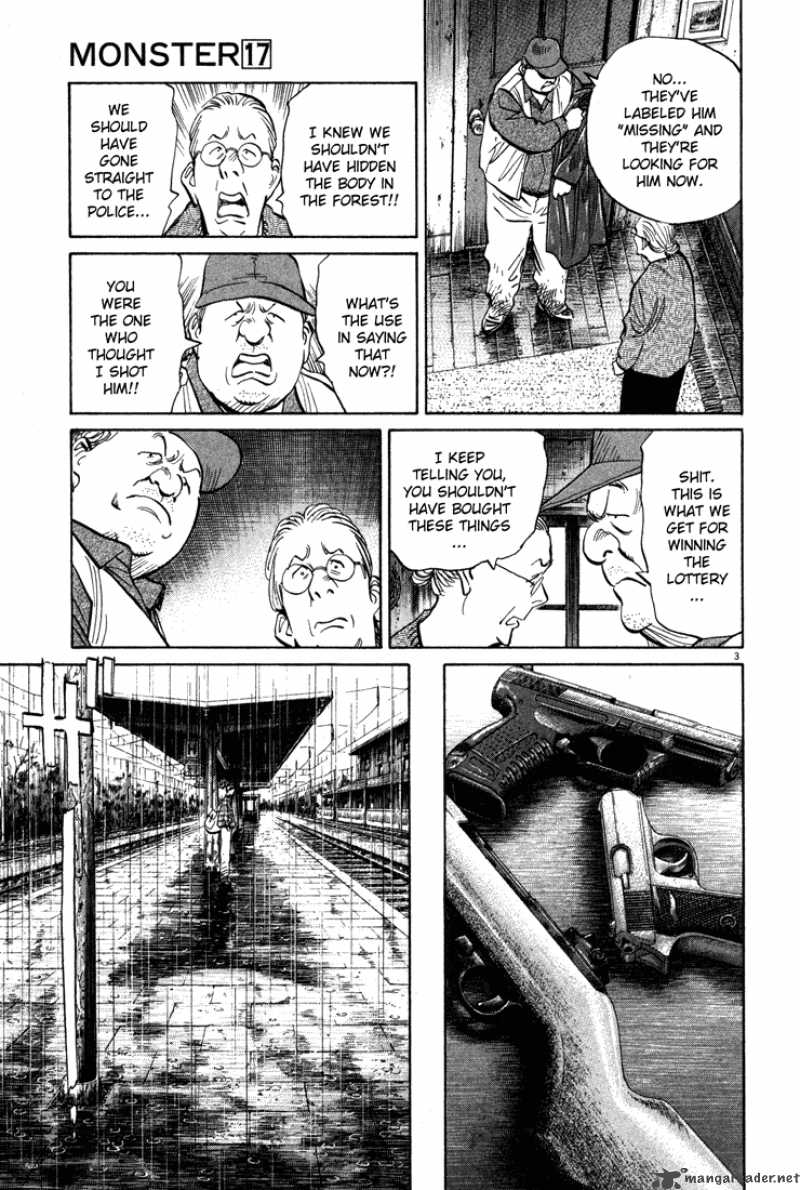 MONSTER 17
NO...
THEY'VE
LABELED HIM
"MISSING" AND
THEY'RE
LOOKING FOR
HIM NOW.
I KNEW WE
SHOULDN'T
HAVE HIDDEN
THE BODY IN
THE FOREST!!
WE
SHOULD
HAVE
GONE
STRAIGHT
TO THE
POLICE...
WHAT'S
THE USE
IN SAYING
THAT
NOW?!
YOU
WERE
THE ONE
WHO
THOUGHT
I SHOT
HIM!!
SHIT.
THIS IS
WHAT WE
GET FOR
WINNING
THE
LOTTERY
...
I KEEP
TELLING YOU,
YOU SHOULDN'T
HAVE BOUGHT
THESE THINGS
...
3
mangareader.net